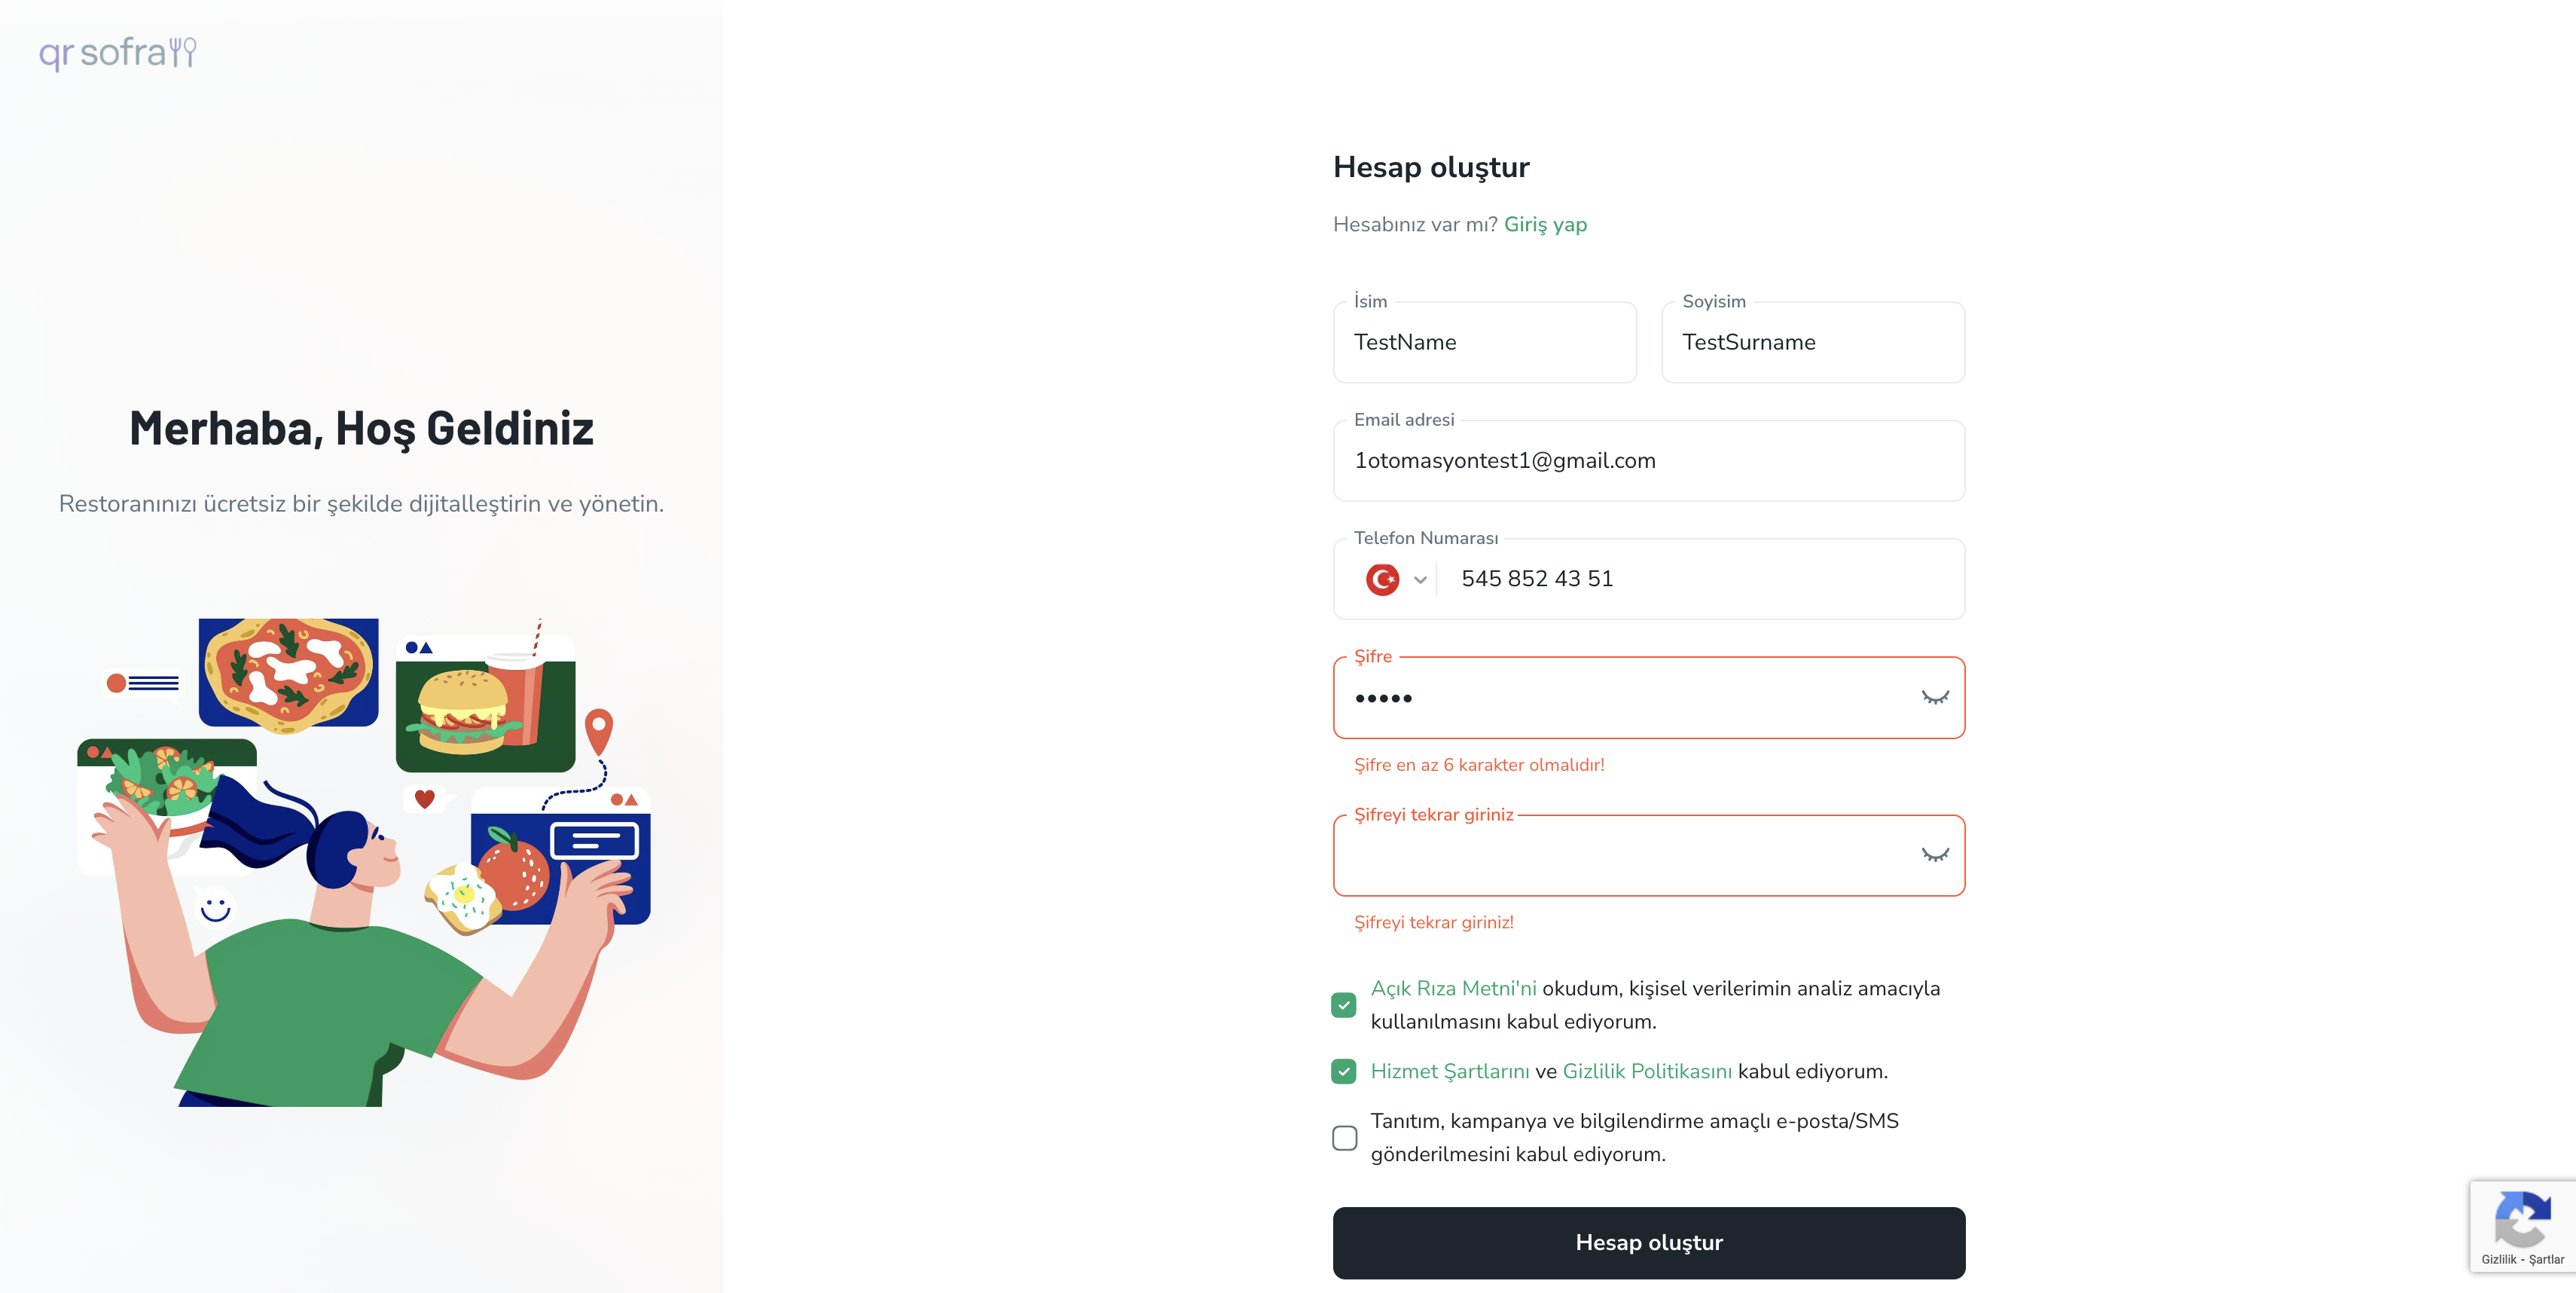 qr sofra
Merhaba, Hoş Geldiniz
Restoranınızı ücretsiz bir şekilde dijitalleştirin ve yönetin.
Hesap oluştur
Hesabınız var mı? Giriş yap
İsim
TestName
Soyisim
TestSurname
Email adresi
1otomasyontest1@gmail.com
Telefon Numarası
545 852 43 51
Şifre
•••••
Şifre en az 6 karakter olmalıdır!
Şifreyi tekrar giriniz
Şifreyi tekrar giriniz!
Açık Rıza Metni'ni okudum, kişisel verilerimin analiz amacıyla
kullanılmasını kabul ediyorum.
Hizmet Şartlarını ve Gizlilik Politikasını kabul ediyorum.
Tanıtım, kampanya ve bilgilendirme amaçlı e-posta/SMS
gönderilmesini kabul ediyorum.
Hesap oluştur
Gizlilik - Şartlar